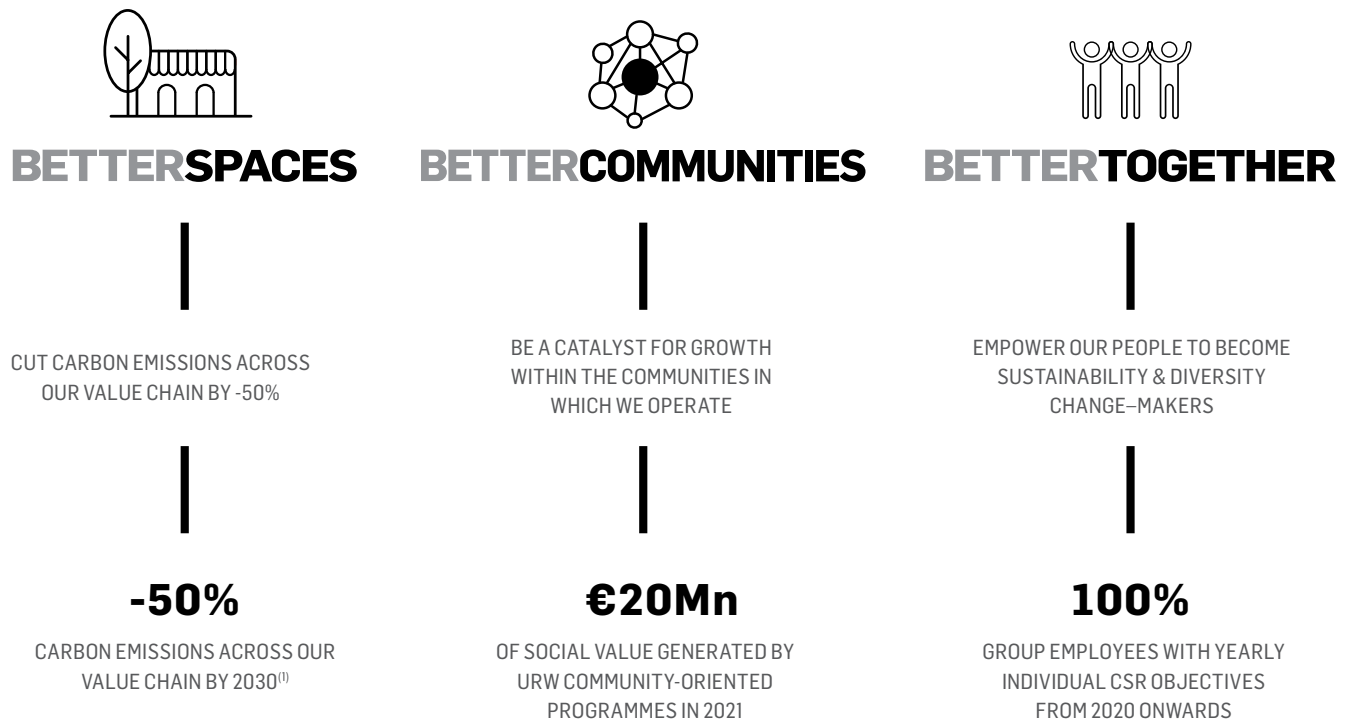 BETTERSPACES
CUT CARBON EMISSIONS ACROSS
OUR VALUE CHAIN BY -50%
-50%
CARBON EMISSIONS ACROSS OUR
VALUE CHAIN BY 2030(1)
BETTERCOMMUNITIES
BE A CATALYST FOR GROWTH
WITHIN THE COMMUNITIES IN
WHICH WE OPERATE
€20Mn
OF SOCIAL VALUE GENERATED BY
URW COMMUNITY-ORIENTED
PROGRAMMES IN 2021
BETTERTOGETHER
EMPOWER OUR PEOPLE TO BECOME
SUSTAINABILITY & DIVERSITY
CHANGE–MAKERS
100%
GROUP EMPLOYEES WITH YEARLY
INDIVIDUAL CSR OBJECTIVES
FROM 2020 ONWARDS